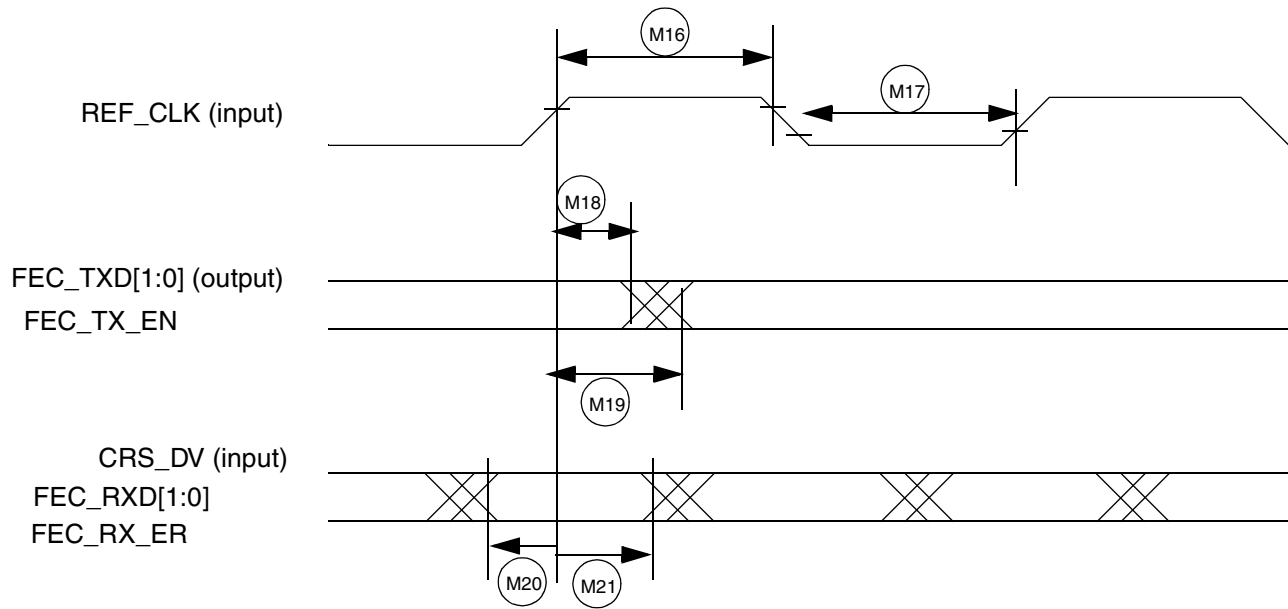 M16
REF_CLK (input)
M17
M18
FEC_TXD[1:0] (output)
FEC_TX_EN
M19
CRS_DV (input)
FEC_RXD[1:0]
FEC_RX_ER
M20
M21